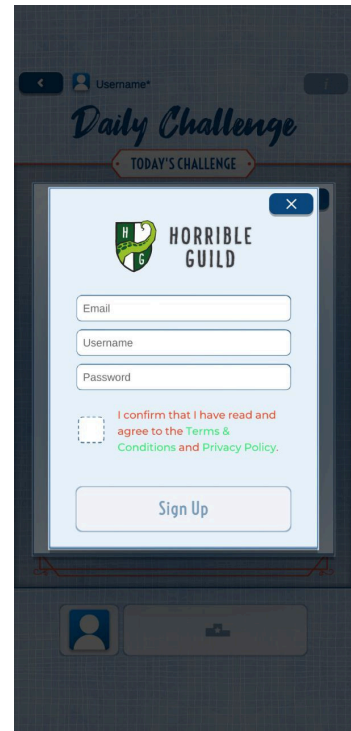 Username*
i
Daily Challenge
TODAY'S CHALLENGE
H
G
HORRIBLE
GUILD
Email
Username
Password
I confirm that I have read and
agree to the Terms &
Conditions and Privacy Policy.
Sign Up